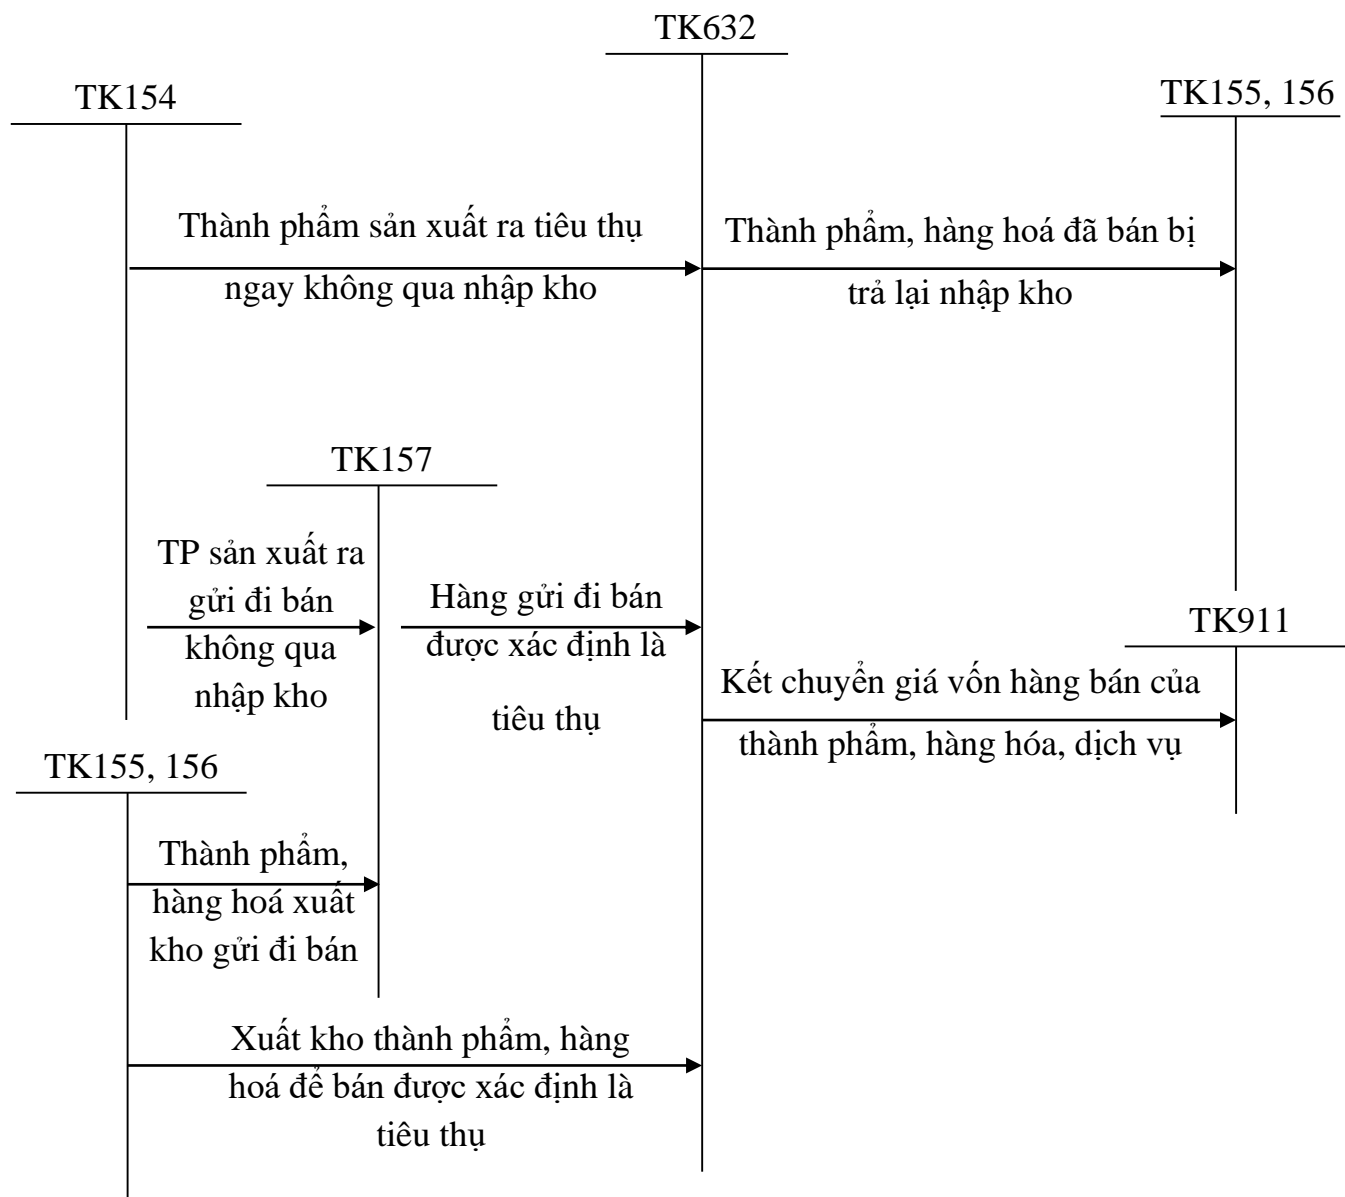 TK632
TK154
TK155, 156
Thành phẩm sản xuất ra tiêu thụ
ngay không qua nhập kho
Thành phẩm, hàng hoá đã bán bị
trả lại nhập kho
TK157
TP sản xuất ra
gửi đi bán
không qua
nhập kho
Hàng gửi đi bán
được xác định là
tiêu thụ
TK911
Kết chuyển giá vốn hàng bán của
thành phẩm, hàng hóa, dịch vụ
TK155, 156
Thành phẩm,
hàng hoá xuất
kho gửi đi bán
Xuất kho thành phẩm, hàng
hoá để bán được xác định là
tiêu thụ